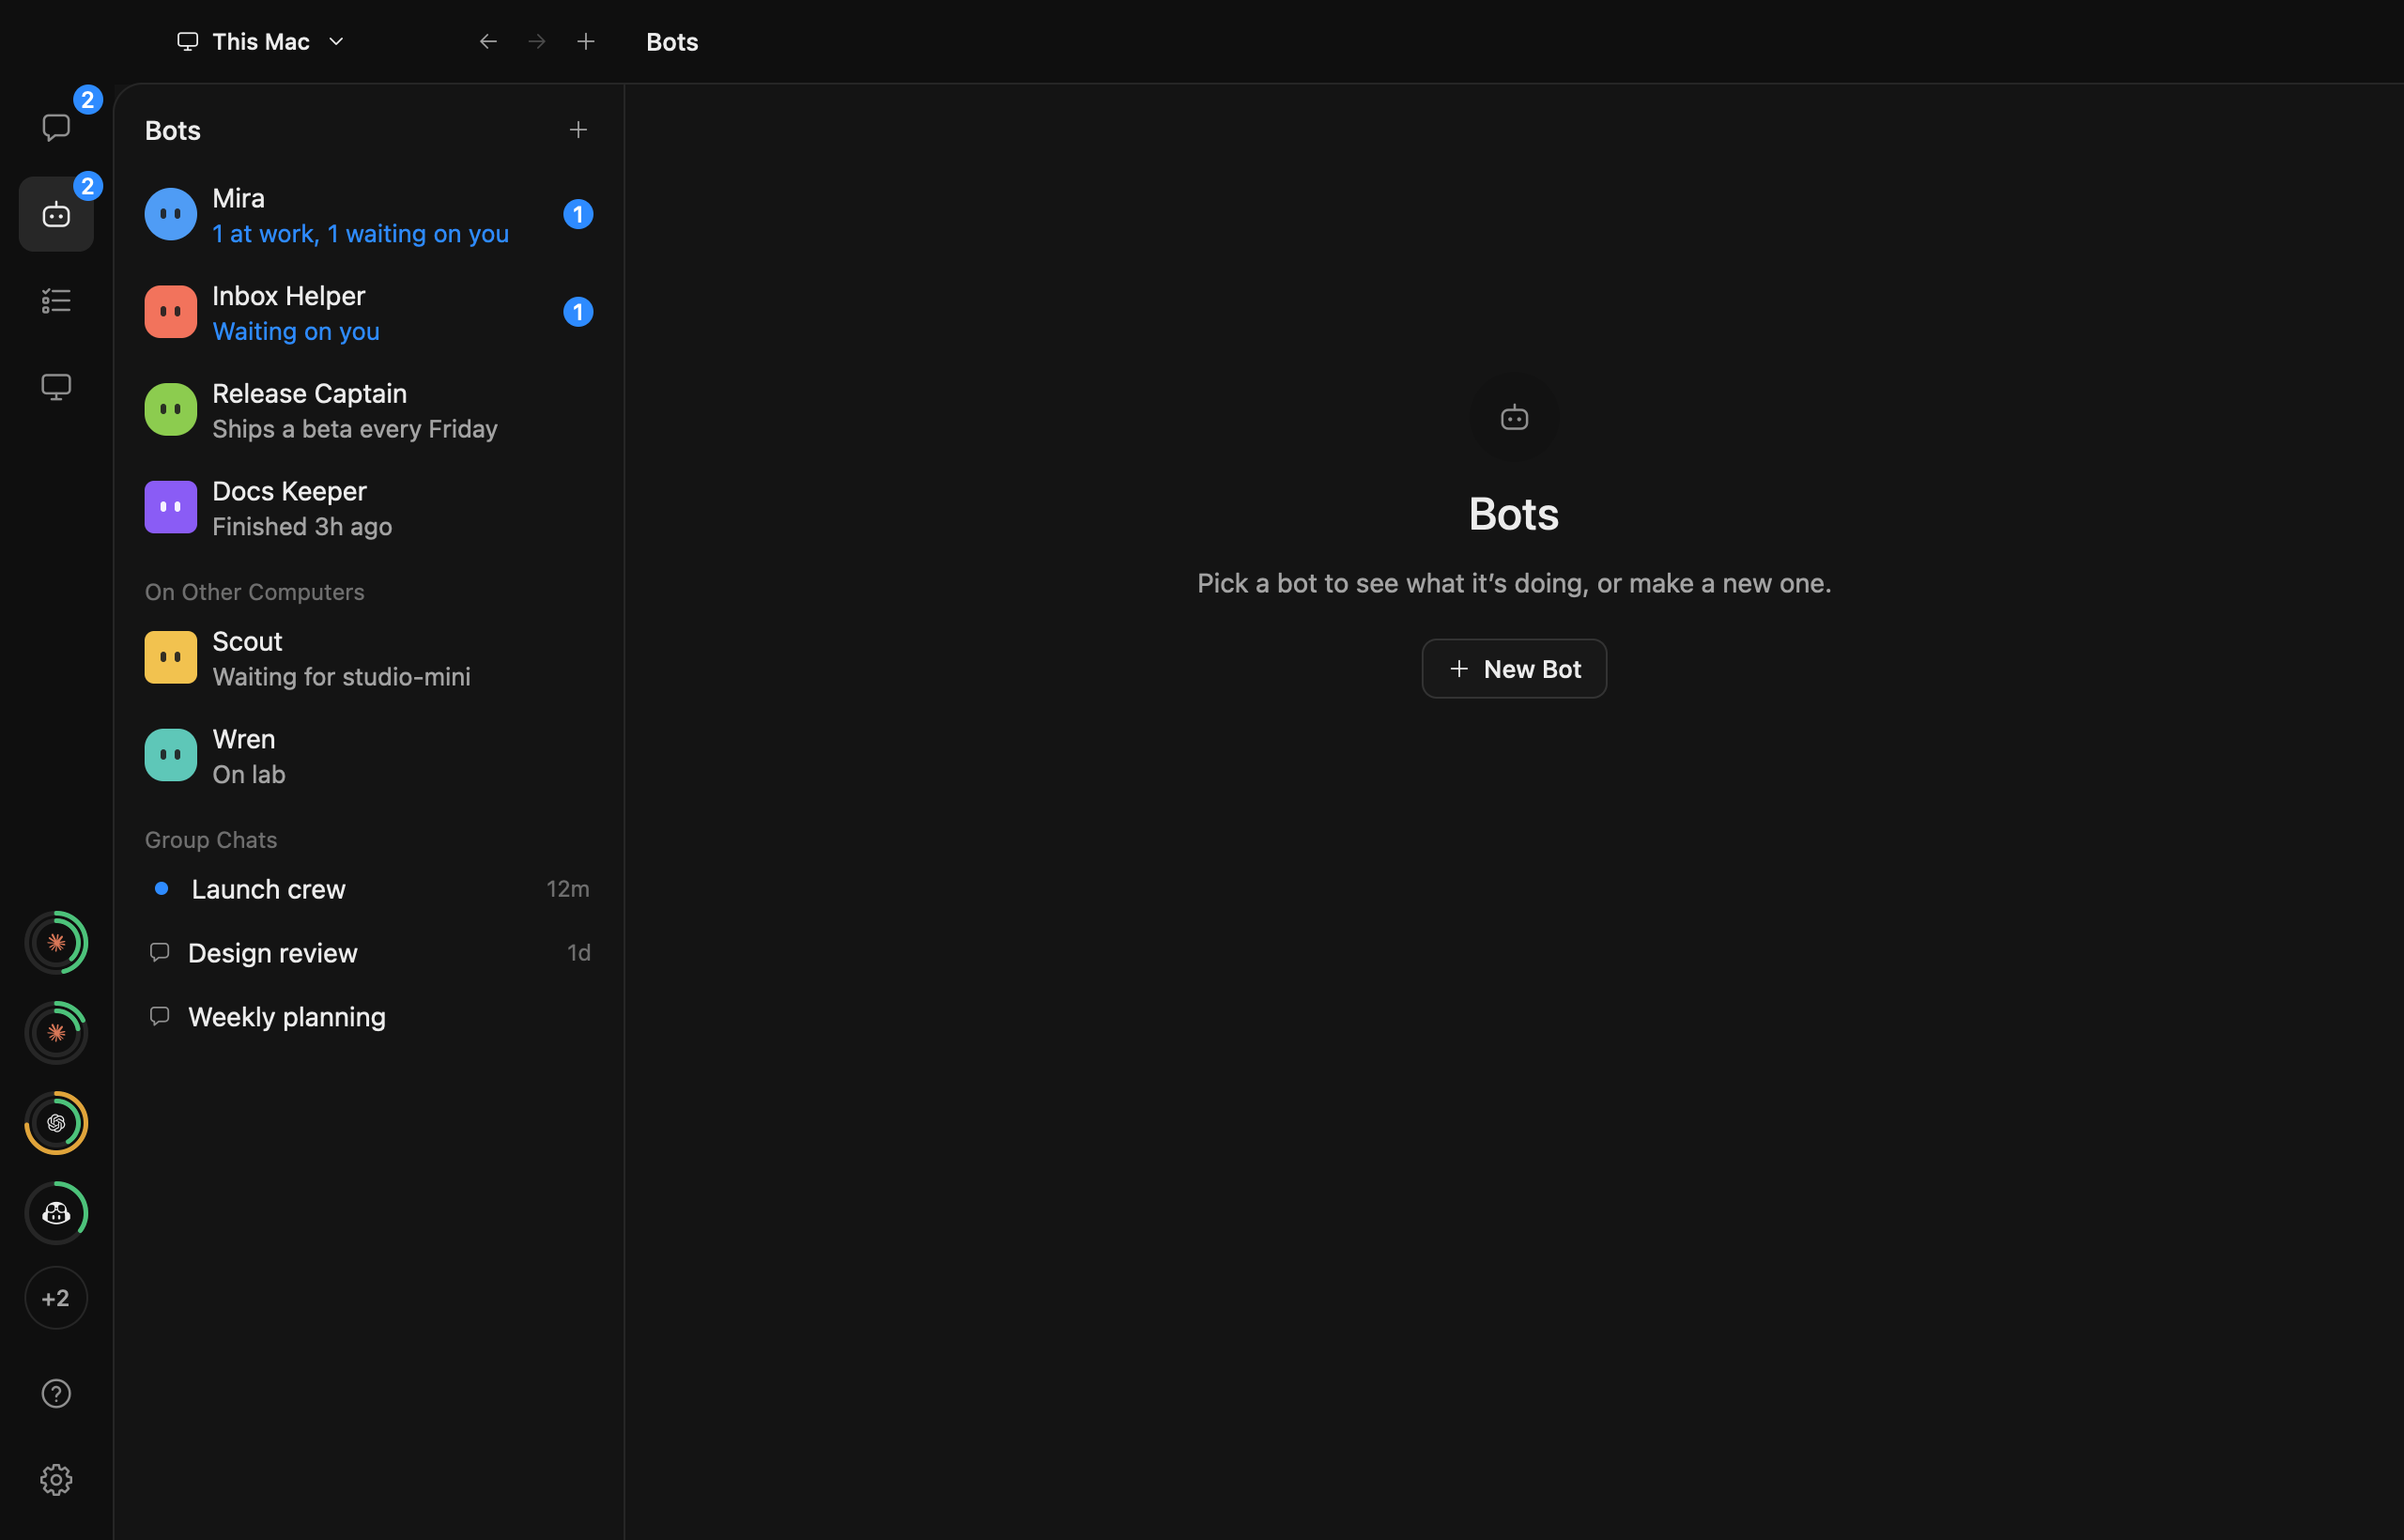 This Mac
Bots
2
2
Bots
Mira
1 at work, 1 waiting on you
1
Inbox Helper
Waiting on you
1
Release Captain
Ships a beta every Friday
Docs Keeper
Finished 3h ago
On Other Computers
Scout
Waiting for studio-mini
Wren
On lab
Group Chats
Launch crew 12m
Design review 1d
Weekly planning
+2
?
Bots
Pick a bot to see what it’s doing, or make a new one.
New Bot